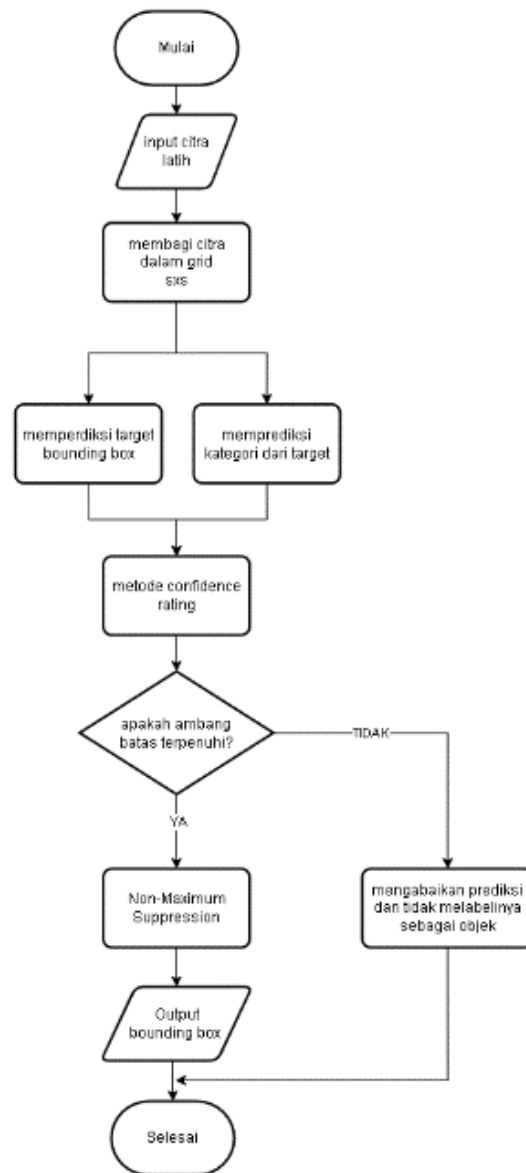 Mulai
input citra
latih
membagi citra
dalam grid
sxs
memperdiksi target
bounding box
memprediksi
kategori dari target
metode confidence
rating
apakah ambang
batas terpenuhi?
TIDAK
YA
Non-Maximum
Suppression
mengabaikan prediksi
dan tidak melabelinya
sebagai objek
Output
bounding box
Selesai